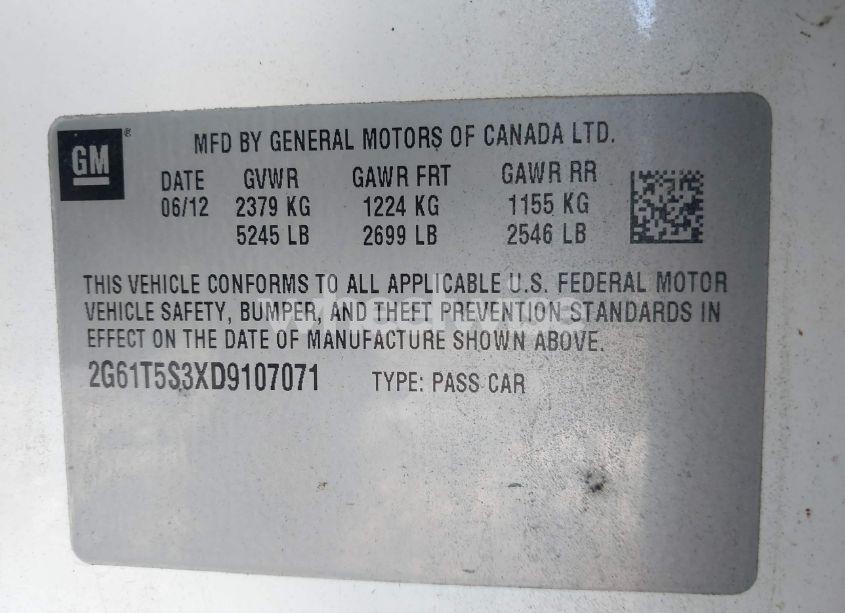 GM ®
MFD BY GENERAL MOTORS OF CANADA LTD.
DATE GVWR GAWR FRT GAWR RR
06/12 2379 KG 1224 KG 1155 KG
5245 LB 2699 LB 2546 LB
THIS VEHICLE CONFORMS TO ALL APPLICABLE U.S. FEDERAL MOTOR
VEHICLE SAFETY, BUMPER, AND THEFT PREVENTION STANDARDS IN
EFFECT ON THE DATE OF MANUFACTURE SHOWN ABOVE.
2G61T5S3XD9107071 TYPE: PASS CAR